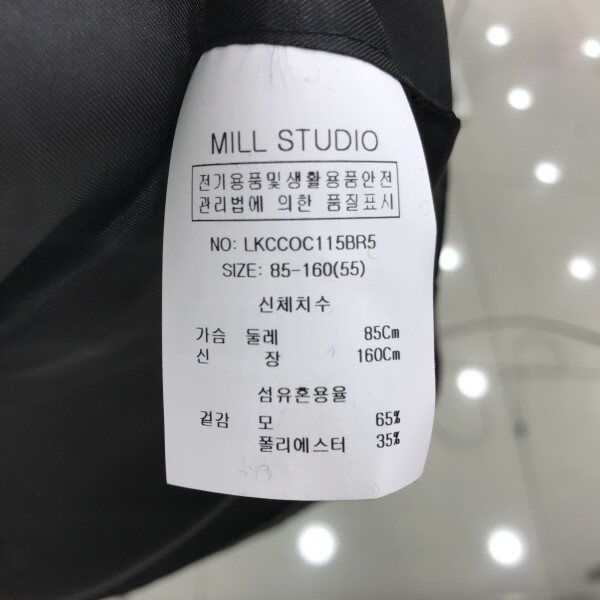 MILL STUDIO
전기용품및생활용품안전
관리법에 의한 품질표시
NO: LKCCOC115BR5
SIZE: 85-160(55)
신체치수
가슴 둘레 85Cm
신 장 160Cm
섬유혼용율
겉감 모 65%
폴리에스터 35%